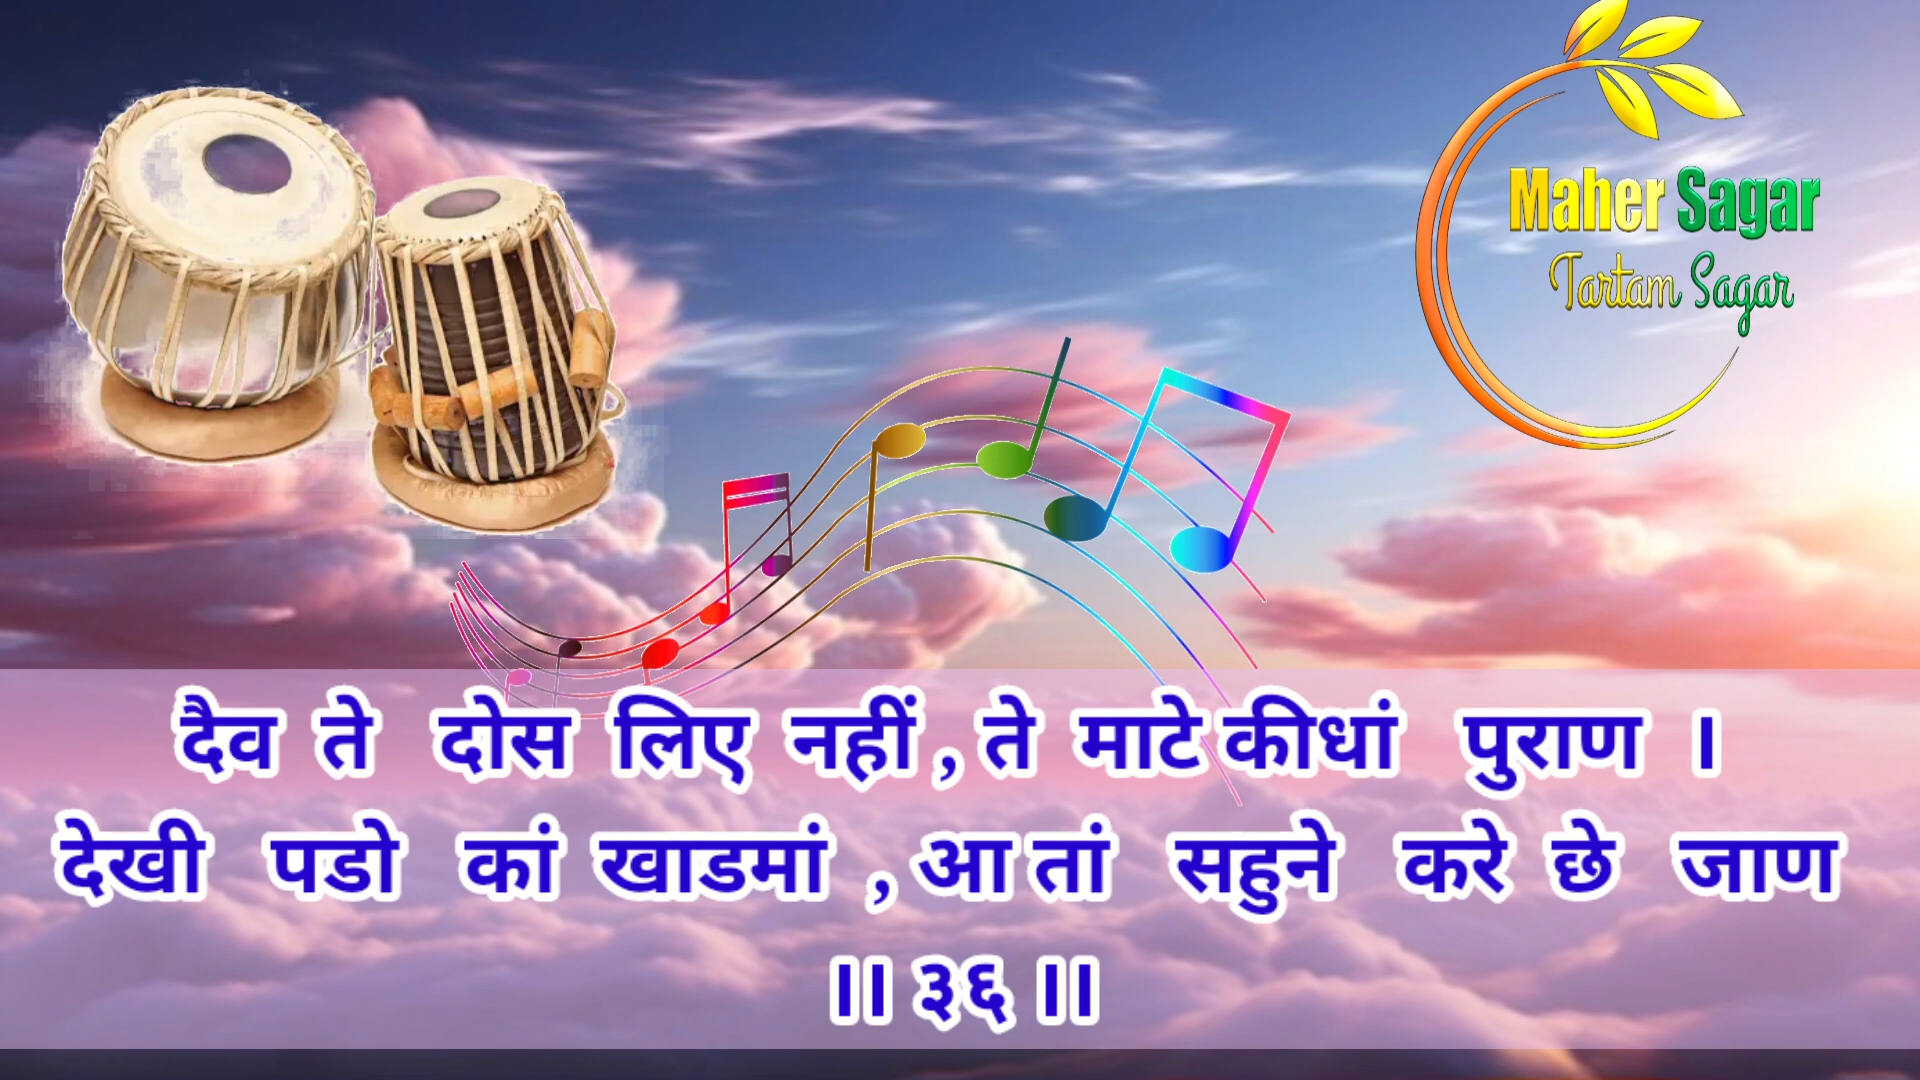 Maher Sagar
Tartam Sagar
दैव ते दोस लिए नहीं , ते माटे कीधां पुराण ।
देखी पडो कां खाडमां , आ तां सहुने करे छे जाण
।। ३६ ।।